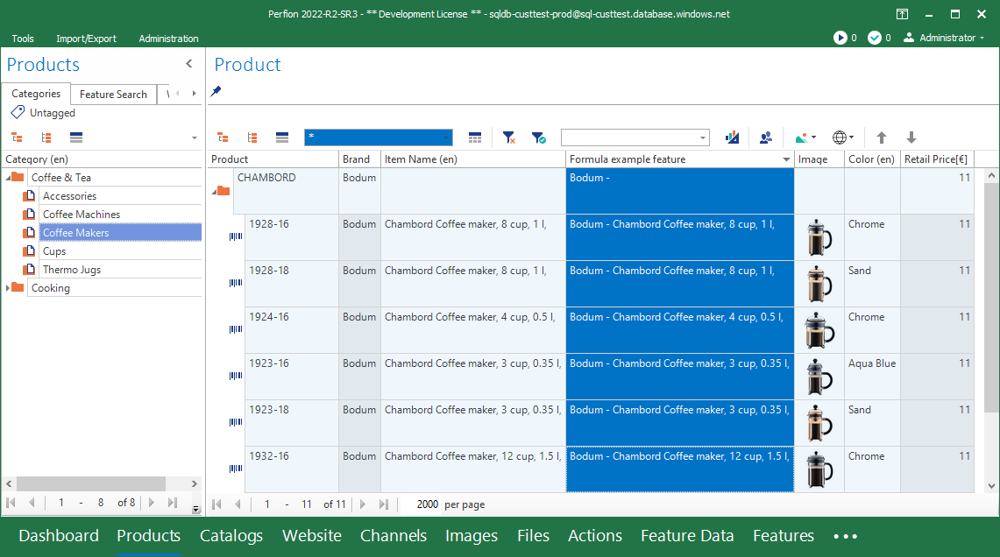 Perfion 2022-R2-SR3 - ** Development License ** - sqldb-custtest-prod@sql-custtest.database.windows.net
Tools Import/Export Administration 0 0 Administrator
Products Product
Categories Feature Search
Untagged
*
Category (en)
Coffee & Tea
Accessories
Coffee Machines
Coffee Makers
Cups
Thermo Jugs
Cooking
1 - 8 of 8
Product Brand Item Name (en) Formula example feature Image Color (en) Retail Price[€]
CHAMBORD Bodum Bodum - 11
1928-16 Bodum Chambord Coffee maker, 8 cup, 1 l, Bodum - Chambord Coffee maker, 8 cup, 1 l, Chrome 11
1928-18 Bodum Chambord Coffee maker, 8 cup, 1 l, Bodum - Chambord Coffee maker, 8 cup, 1 l, Sand 11
1924-16 Bodum Chambord Coffee maker, 4 cup, 0.5 l, Bodum - Chambord Coffee maker, 4 cup, 0.5 l, Chrome 11
1923-16 Bodum Chambord Coffee maker, 3 cup, 0.35 l, Bodum - Chambord Coffee maker, 3 cup, 0.35 l, Aqua Blue 11
1923-18 Bodum Chambord Coffee maker, 3 cup, 0.35 l, Bodum - Chambord Coffee maker, 3 cup, 0.35 l, Sand 11
1932-16 Bodum Chambord Coffee maker, 12 cup, 1.5 l, Bodum - Chambord Coffee maker, 12 cup, 1.5 l, Chrome 11
1 - 11 of 11 2000 per page
Dashboard Products Catalogs Website Channels Images Files Actions Feature Data Features •••